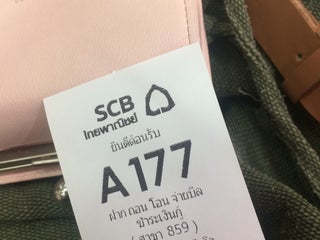 SCB
ไทยพาณิชย์
ยินดีต้อนรับ
A177
ฝาก ถอน โอน จ่ายบิล
ชำระเงินกู้
( สาขา 859 )